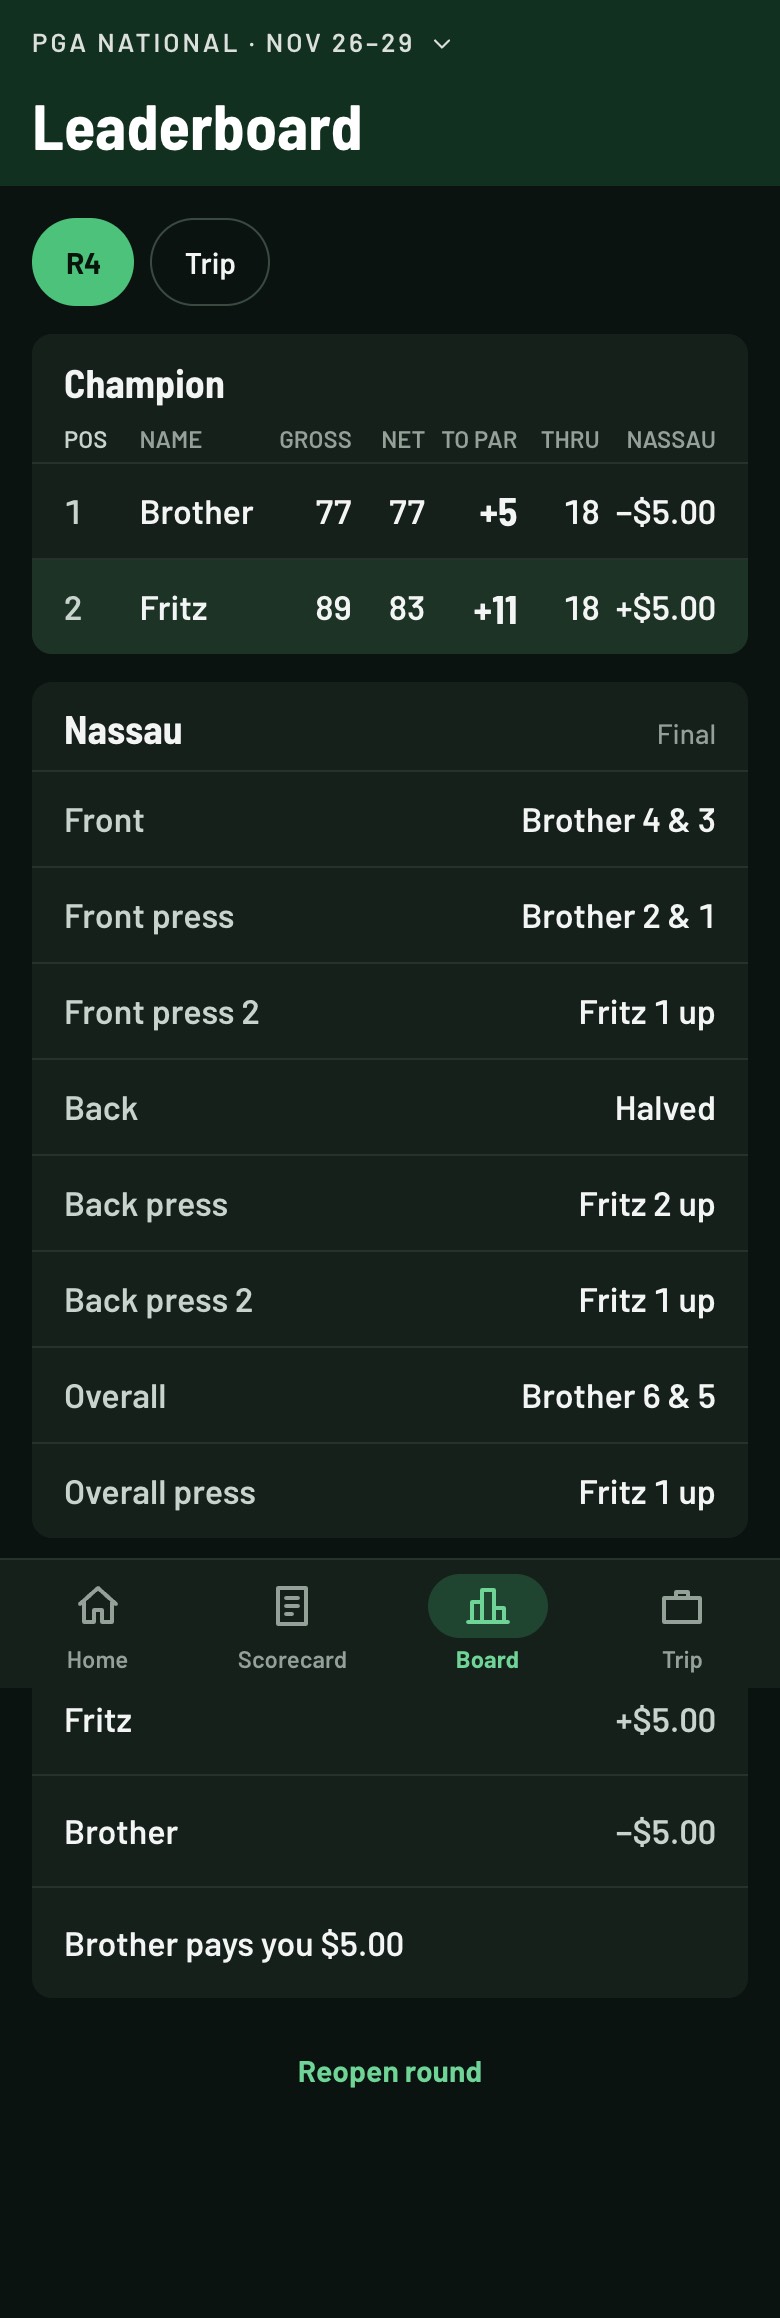 PGA NATIONAL · NOV 26–29
Leaderboard
R4 Trip
Champion
POS NAME GROSS NET TO PAR THRU NASSAU
1 Brother 77 77 +5 18 −$5.00
2 Fritz 89 83 +11 18 +$5.00
Nassau Final
Front Brother 4 & 3
Front press Brother 2 & 1
Front press 2 Fritz 1 up
Back Halved
Back press Fritz 2 up
Back press 2 Fritz 1 up
Overall Brother 6 & 5
Overall press Fritz 1 up
Home Scorecard Board Trip
Fritz +$5.00
Brother −$5.00
Brother pays you $5.00
Reopen round